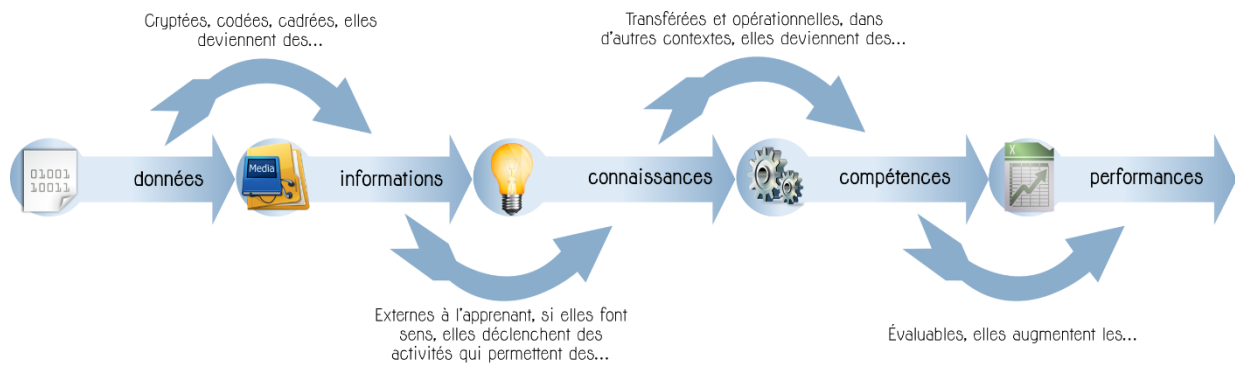 Cryptées, codées, cadrées, elles
deviennent des...
Transférées et opérationnelles, dans
d'autres contextes, elles deviennent des...
01001
10011
données
Media
informations
connaissances
compétences
X
performances
Externes à l'apprenant, si elles font
sens, elles déclenchent des
activités qui permettent des...
Évaluables, elles augmentent les...